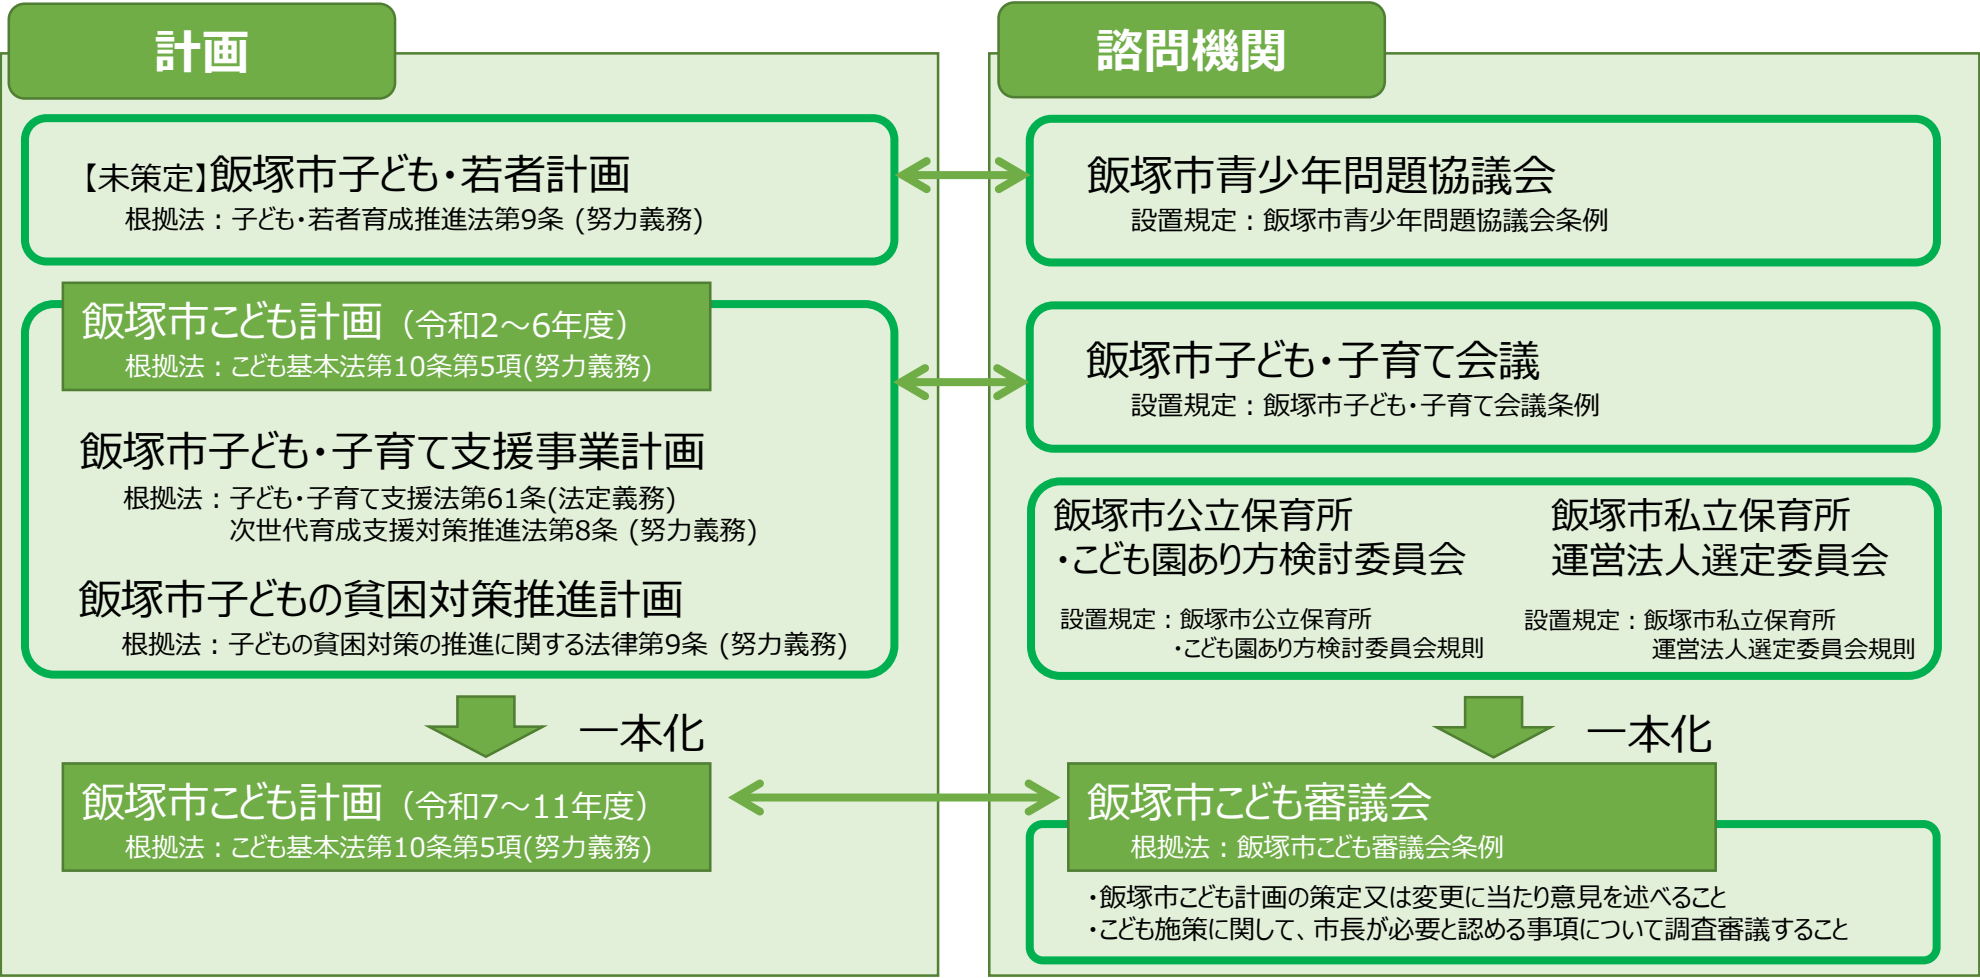 計画
【未策定】飯塚市子ども・若者計画
根拠法：子ども・若者育成推進法第9条 (努力義務)
飯塚市こども計画（令和2～6年度）
根拠法：こども基本法第10条第5項(努力義務)
飯塚市子ども・子育て支援事業計画
根拠法：子ども・子育て支援法第61条(法定義務)
次世代育成支援対策推進法第8条 (努力義務)
飯塚市子どもの貧困対策推進計画
根拠法：子どもの貧困対策の推進に関する法律第9条 (努力義務)
一本化
飯塚市こども計画（令和7～11年度）
根拠法：こども基本法第10条第5項(努力義務)
諮問機関
飯塚市青少年問題協議会
設置規定：飯塚市青少年問題協議会条例
飯塚市子ども・子育て会議
設置規定：飯塚市子ども・子育て会議条例
飯塚市公立保育所
・こども園あり方検討委員会
設置規定：飯塚市公立保育所
・こども園あり方検討委員会規則
飯塚市私立保育所
運営法人選定委員会
設置規定：飯塚市私立保育所
運営法人選定委員会規則
一本化
飯塚市こども審議会
根拠法：飯塚市こども審議会条例
・飯塚市こども計画の策定又は変更に当たり意見を述べること
・こども施策に関して、市長が必要と認める事項について調査審議すること